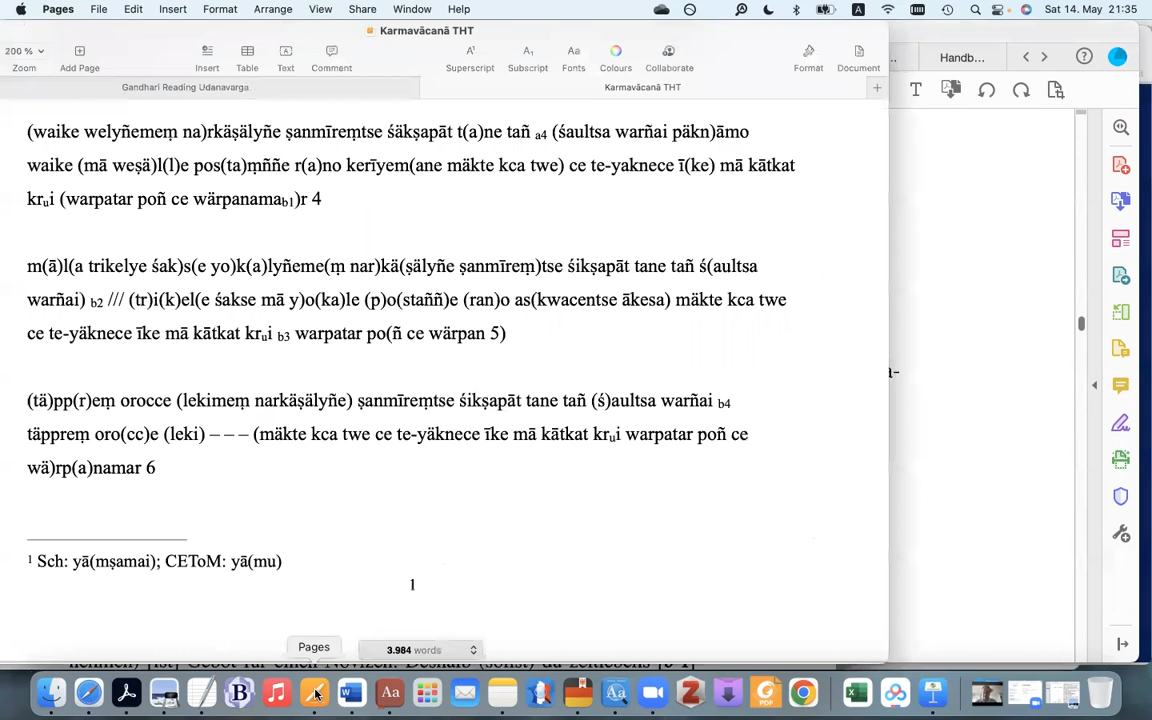 Pages File Edit Insert Format Arrange View Share Window Help A Sat 14. May 21:35
Karmavācanā THT
200 %
Zoom Add Page Insert Table Text Comment Superscript Subscript Fonts Colours Collaborate Format Document
Handb...
Gandhari Reading Udanavarga Karmavācanā THT
(waike welyñemeṃ na)rkäṣälyñe ṣanmīreṃtse śäkṣapāt t(a)ne tañ a4 (śaultsa warñai päkn)āmo
waike (mā weṣä)l(l)e pos(ta)ṃññe r(a)no kerīyem(ane mäkte kca twe) ce te-yaknece ī(ke) mā kātkat
krᵤi (warpatar poñ ce wärpanamab1)r 4
m(ā)l(a trikelye śak)s(e yo)k(a)lyñeme(ṃ nar)kä(ṣälyñe ṣanmīreṃ)tse śikṣapāt tane tañ ś(aultsa
warñai) b2 /// (tr)i(k)el(e śakse mā y)o(ka)le (p)o(staññ)e (ran)o as(kwacentse ākesa) mäkte kca twe
ce te-yäknece īke mā kātkat krᵤi b3 warpatar po(ñ ce wärpan 5)
(tä)pp(r)eṃ orocce (lekimeṃ narkäṣälyñe) ṣanmīreṃtse śikṣapāt tane tañ (ś)aultsa warñai b4
täppreṃ oro(cc)e (leki) – – – (mäkte kca twe ce te-yäknece īke mā kātkat krᵤi warpatar poñ ce
wä)rp(a)namar 6
a-
1 Sch: yā(mṣamai); CEToM: yā(mu)
1
Pages
3.984 words